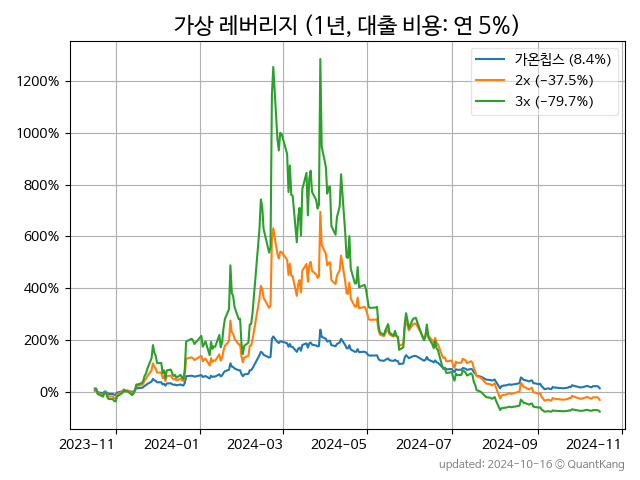 가상 레버리지 (1년, 대출 비용: 연 5%)
가온칩스 (8.4%)
2x (−37.5%)
3x (−79.7%)
1200%
1000%
800%
600%
400%
200%
0%
2023-11 2024-01 2024-03 2024-05 2024-07 2024-09 2024-11
updated: 2024-10-16 © QuantKang